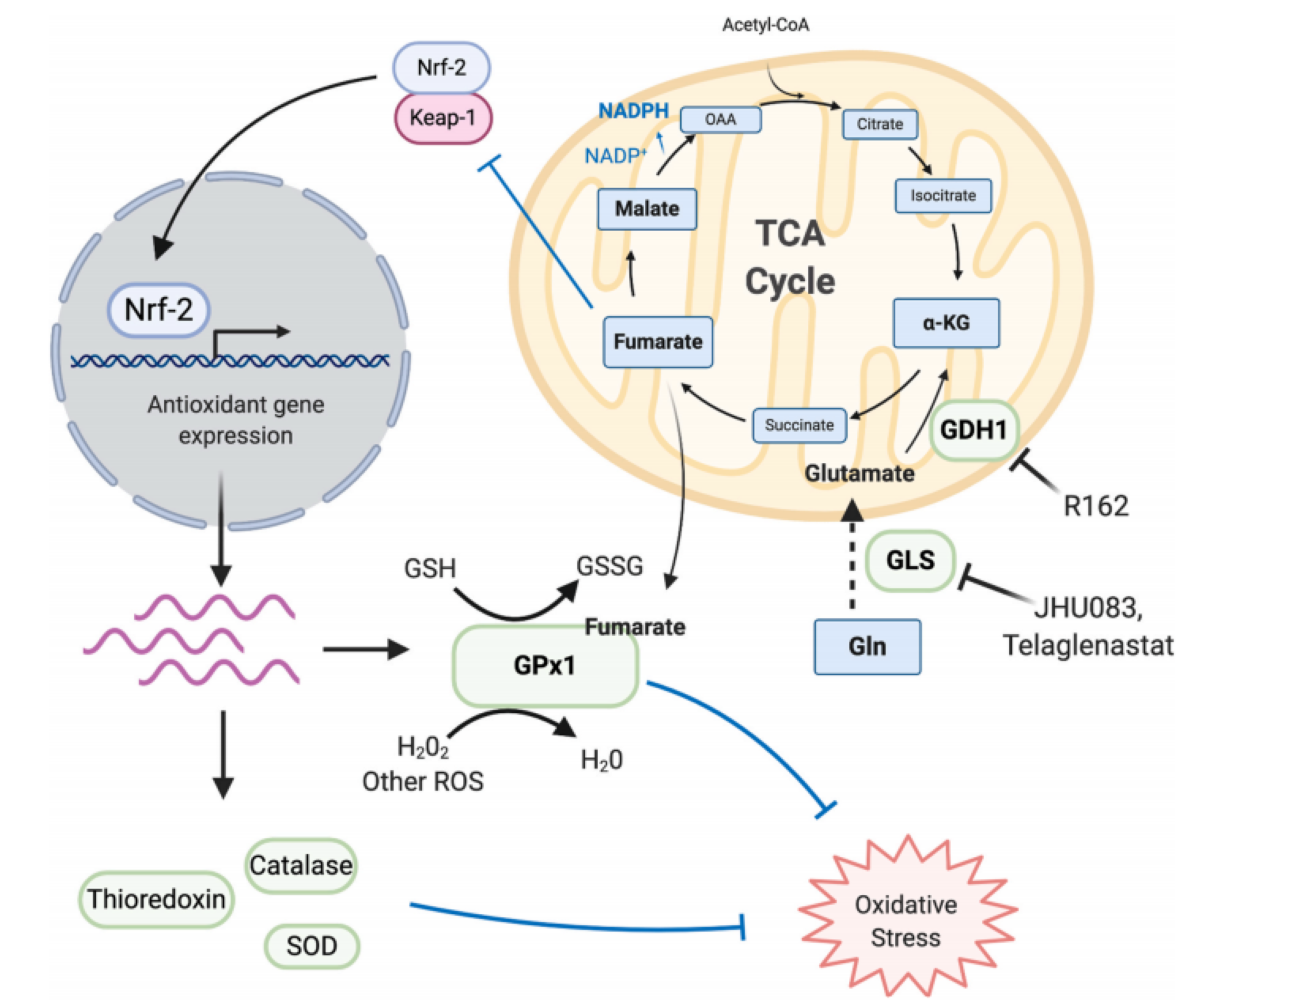 Acetyl-CoA
Nrf-2
Keap-1
NADPH
OAA
Citrate
NADP⁺
Isocitrate
Malate
TCA
Cycle
Nrf-2
α-KG
Fumarate
Antioxidant gene
expression
Succinate
GDH1
Glutamate
R162
GLS
GSH
GSSG
JHU083,
Telaglenastat
Fumarate
Gln
GPx1
H₂0₂
Other ROS
H₂0
Catalase
Thioredoxin
SOD
Oxidative
Stress